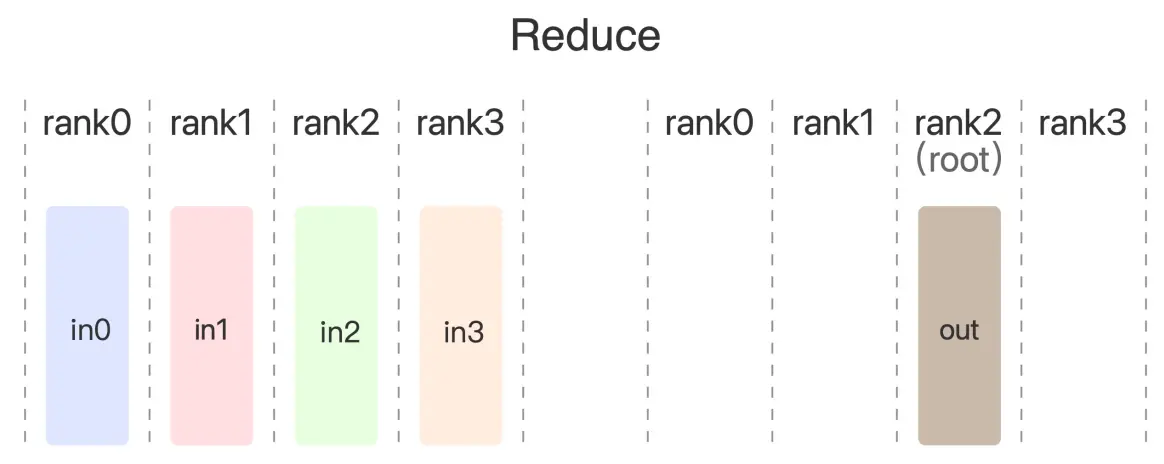 Reduce
rank0 rank1 rank2 rank3 rank0 rank1 rank2 rank3
(root)
in0 in1 in2 in3 out